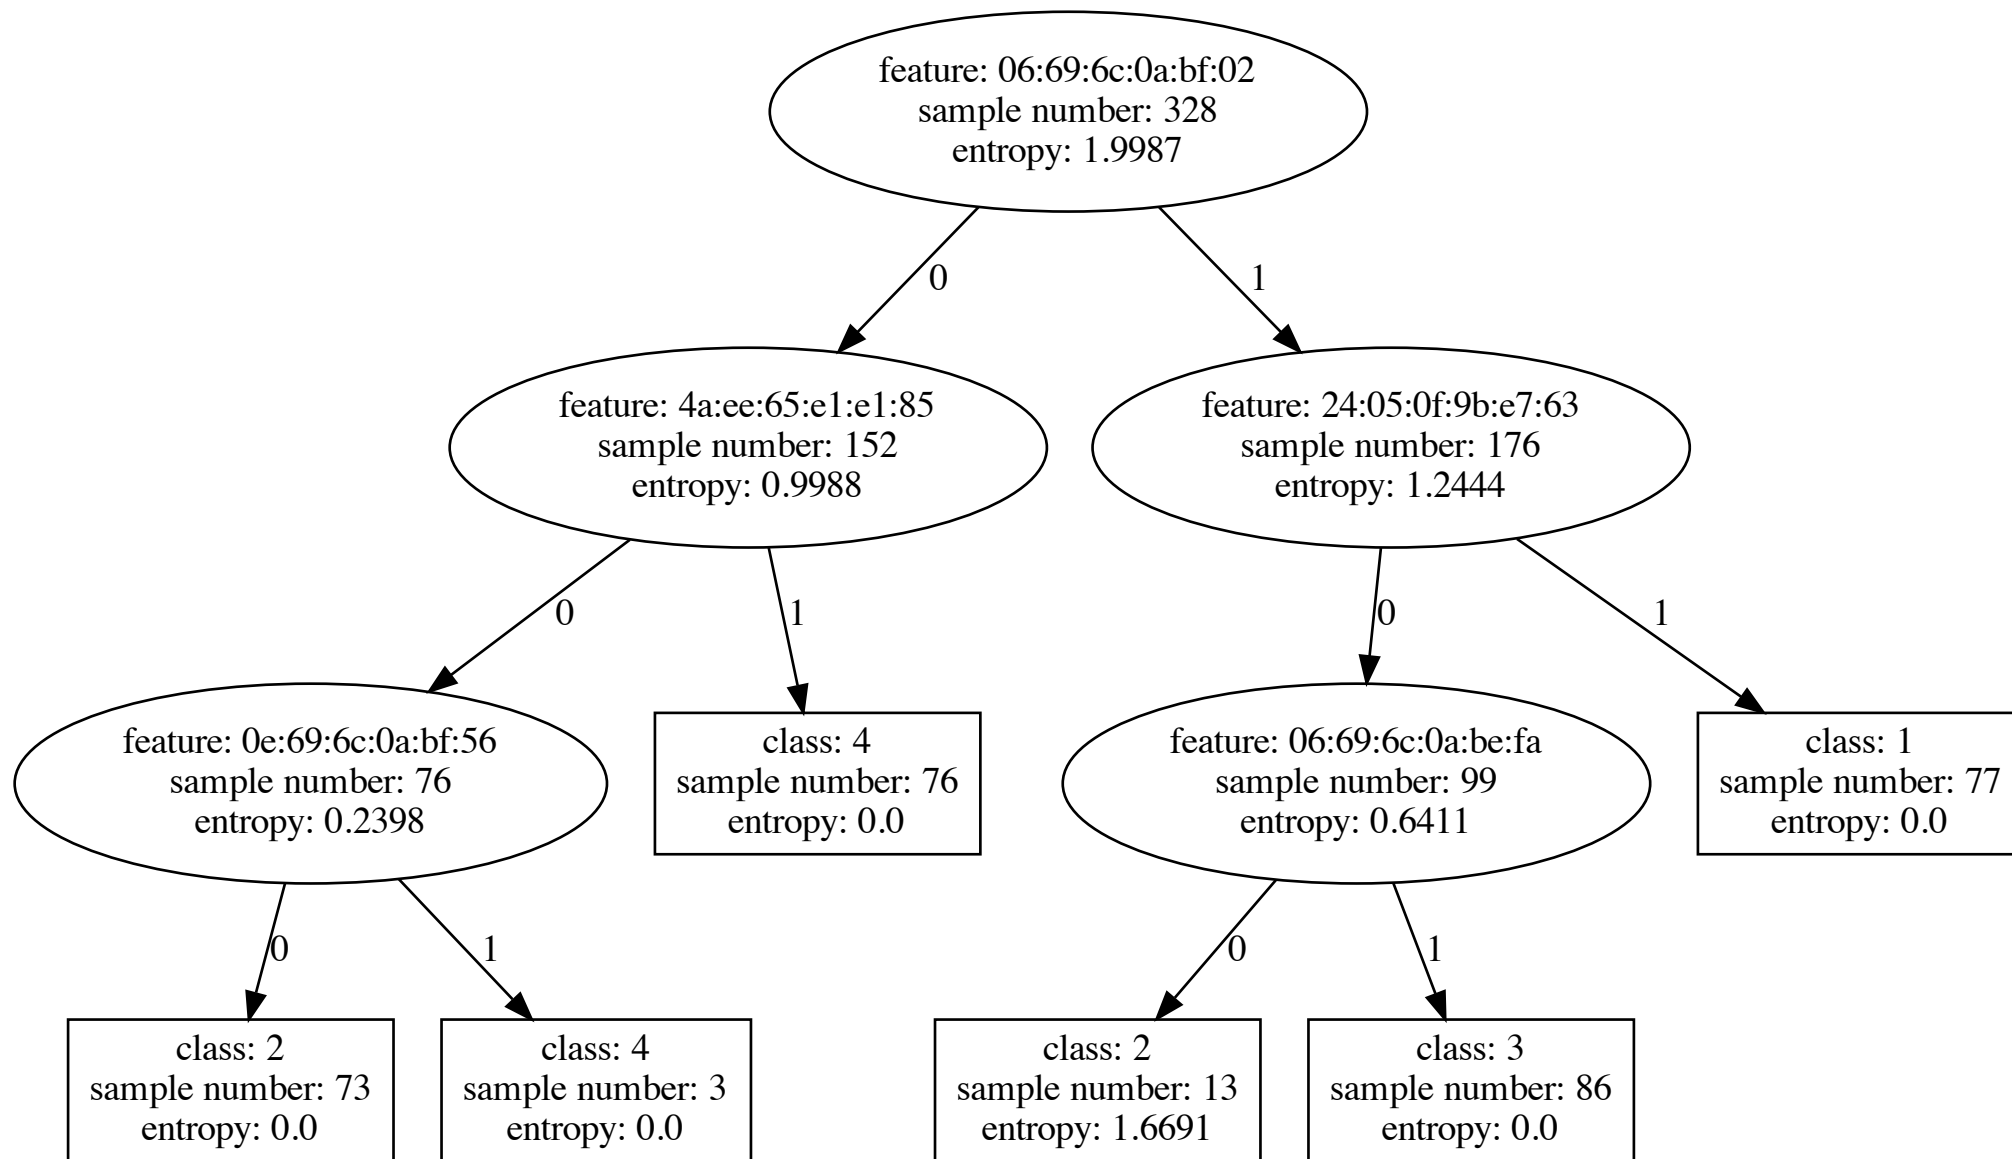 feature: 06:69:6c:0a:bf:02
sample number: 328
entropy: 1.9987
0
1
feature: 4a:ee:65:e1:e1:85
sample number: 152
entropy: 0.9988
feature: 24:05:0f:9b:e7:63
sample number: 176
entropy: 1.2444
0
1
0
1
feature: 0e:69:6c:0a:bf:56
sample number: 76
entropy: 0.2398
class: 4
sample number: 76
entropy: 0.0
feature: 06:69:6c:0a:be:fa
sample number: 99
entropy: 0.6411
class: 1
sample number: 77
entropy: 0.0
0
1
0
1
class: 2
sample number: 73
entropy: 0.0
class: 4
sample number: 3
entropy: 0.0
class: 2
sample number: 13
entropy: 1.6691
class: 3
sample number: 86
entropy: 0.0